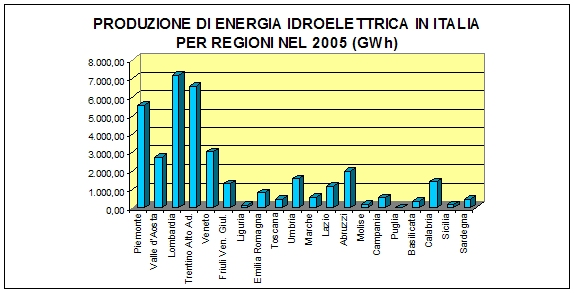 PRODUZIONE DI ENERGIA IDROELETTRICA IN ITALIA
PER REGIONI NEL 2005 (GWh)
8.000,00
7.000,00
6.000,00
5.000,00
4.000,00
3.000,00
2.000,00
1.000,00
0,00
Piemonte
Valle d'Aosta
Lombardia
Trentino Alto Ad.
Veneto
Friuli Ven. Giul.
Liguria
Emilia Romagna
Toscana
Umbria
Marche
Lazio
Abruzzi
Molise
Campania
Puglia
Basilicata
Calabria
Sicilia
Sardegna